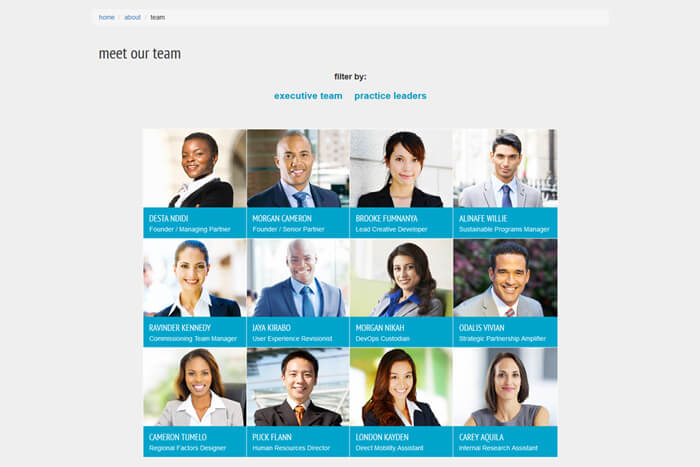 home / about / team
meet our team
filter by:
executive team practice leaders
DESTA NDIDI
Founder / Managing Partner
MORGAN CAMERON
Founder / Senior Partner
BROOKE FUMNANYA
Lead Creative Developer
ALINAFE WILLIE
Sustainable Programs Manager
RAVINDER KENNEDY
Commissioning Team Manager
JAYA KIRABO
User Experience Revisionist
MORGAN NIKAH
DevOps Custodian
ODALIS VIVIAN
Strategic Partnership Amplifier
CAMERON TUMELO
Regional Factors Designer
PUCK FLANN
Human Resources Director
LONDON KAYDEN
Direct Mobility Assistant
CAREY AQUILA
Internal Research Assistant